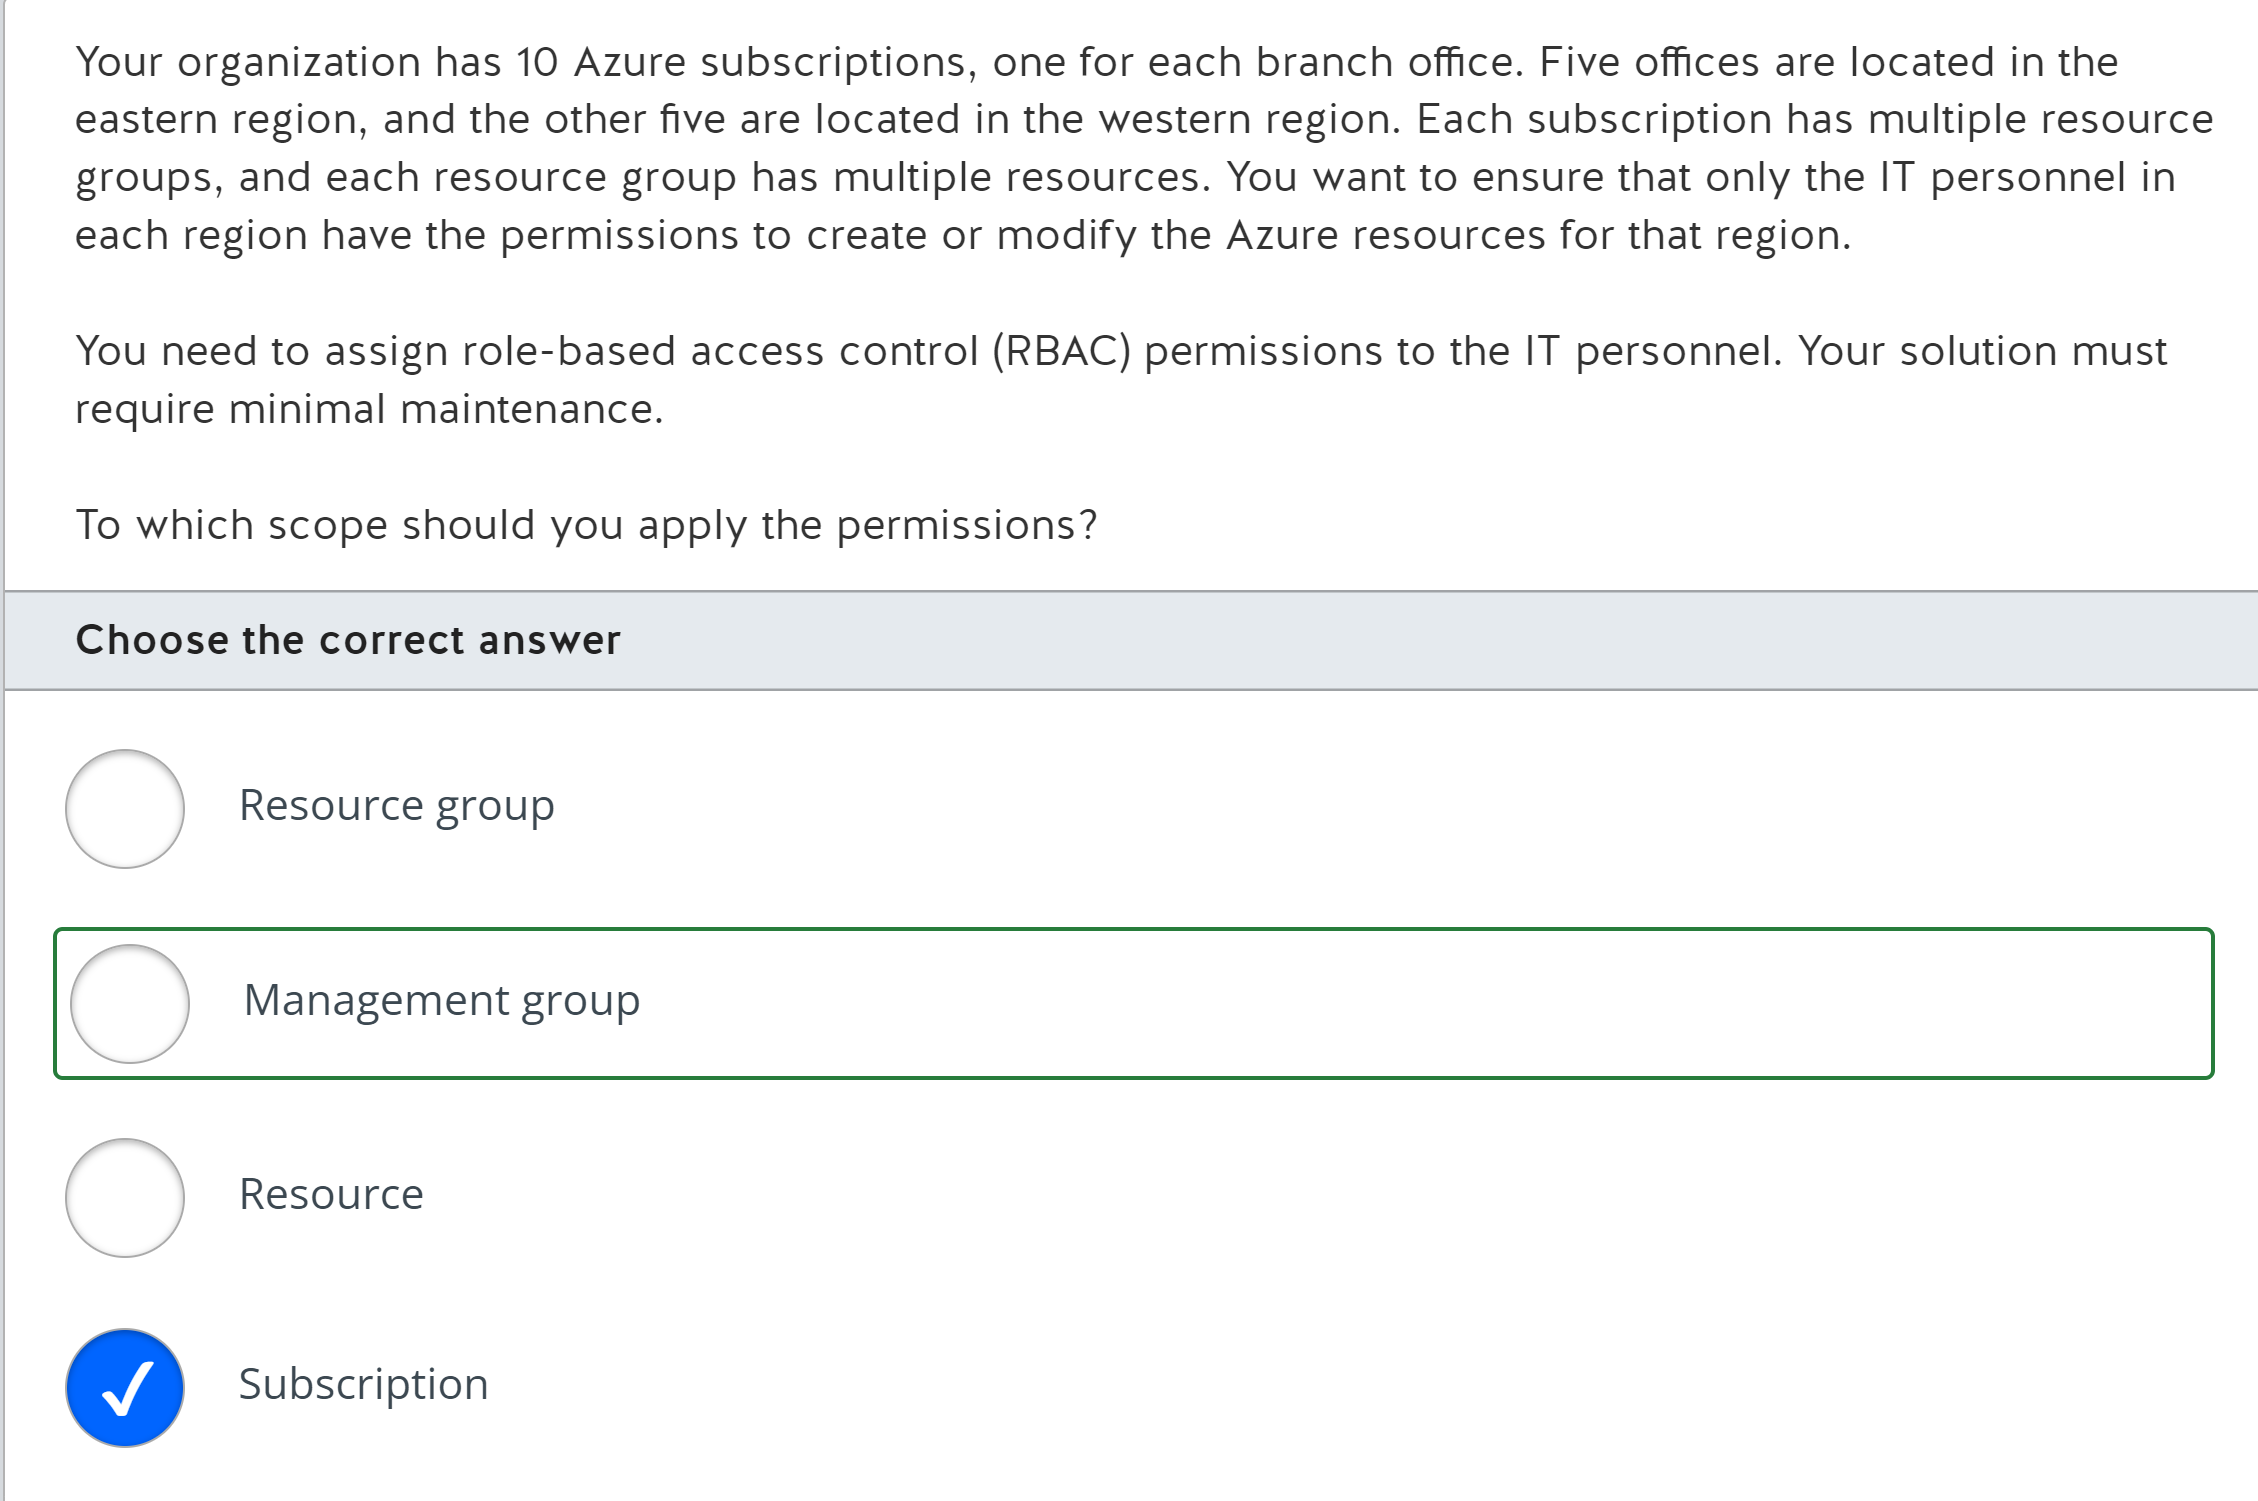 Your organization has 10 Azure subscriptions, one for each branch office. Five offices are located in the
eastern region, and the other five are located in the western region. Each subscription has multiple resource
groups, and each resource group has multiple resources. You want to ensure that only the IT personnel in
each region have the permissions to create or modify the Azure resources for that region.
You need to assign role-based access control (RBAC) permissions to the IT personnel. Your solution must
require minimal maintenance.
To which scope should you apply the permissions?
Choose the correct answer
Resource group
Management group
Resource
Subscription